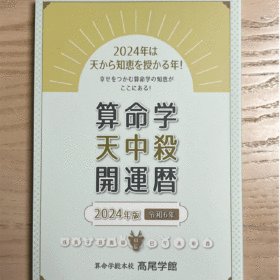 2024年は
天から知恵を授かる年!
幸せをつかむ算命学の知恵が
ここにある!
算命学
天中殺
開運暦
2024年版 令和6年
算命学総本校 高尾学館